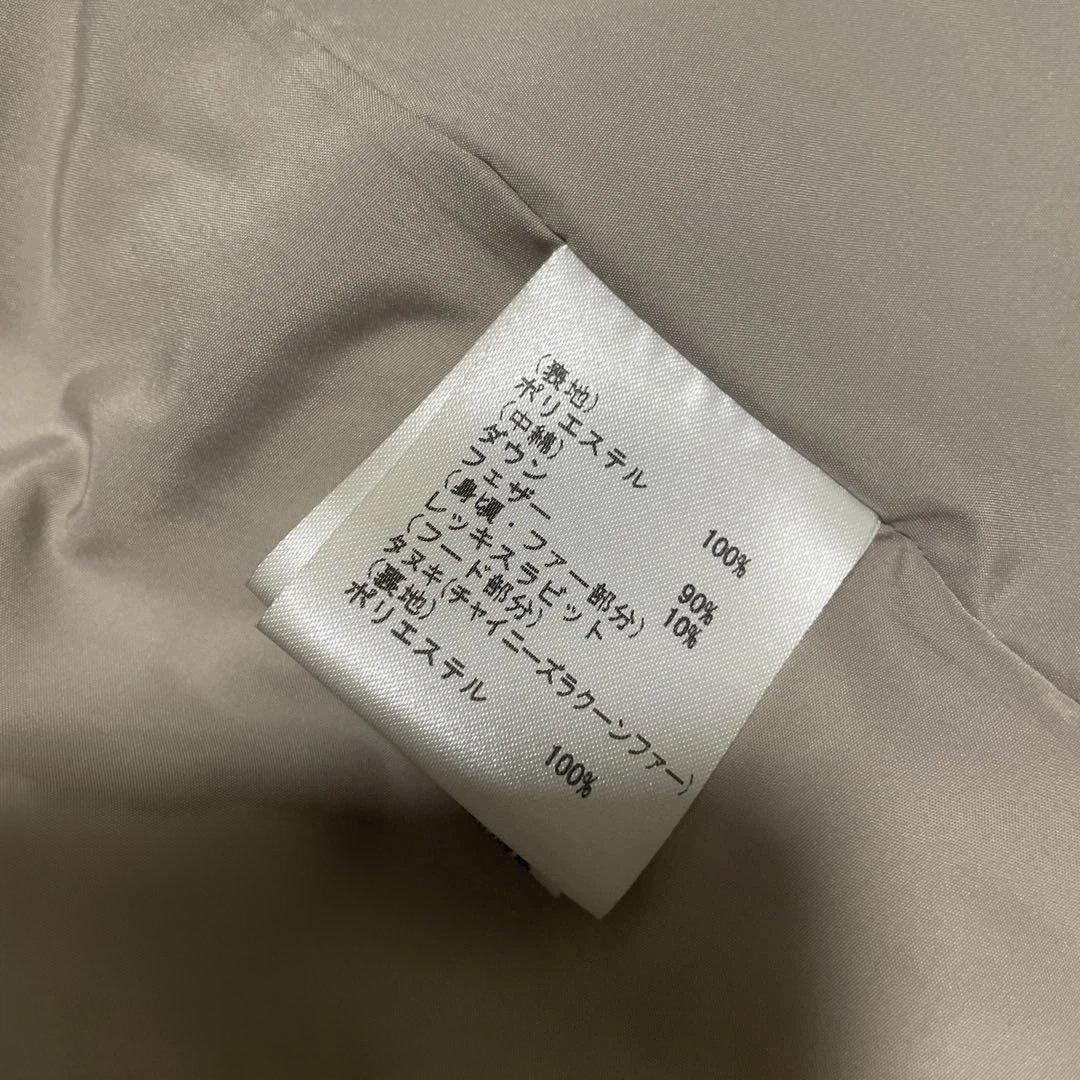 (表地)
ポリエステル 100%
(中綿)
ダウン 90%
フェザー 10%
(身頃・ファー部分)
レッキスラビット
(フード部分)
タヌキ(チャイニーズラクーンファー)
(裏地)
ポリエステル 100%